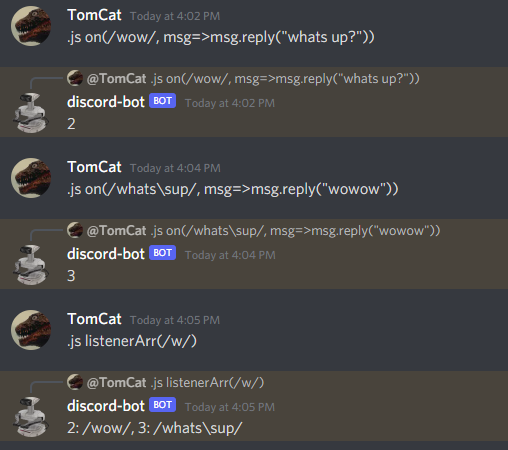 TomCat Today at 4:02 PM
.js on(/wow/, msg=>msg.reply("whats up?"))
@TomCat .js on(/wow/, msg=>msg.reply("whats up?"))
discord-bot BOT Today at 4:02 PM
2
TomCat Today at 4:04 PM
.js on(/whats\sup/, msg=>msg.reply("wowow"))
@TomCat .js on(/whats\sup/, msg=>msg.reply("wowow"))
discord-bot BOT Today at 4:04 PM
3
TomCat Today at 4:05 PM
.js listenerArr(/w/)
@TomCat .js listenerArr(/w/)
discord-bot BOT Today at 4:05 PM
2: /wow/, 3: /whats\sup/